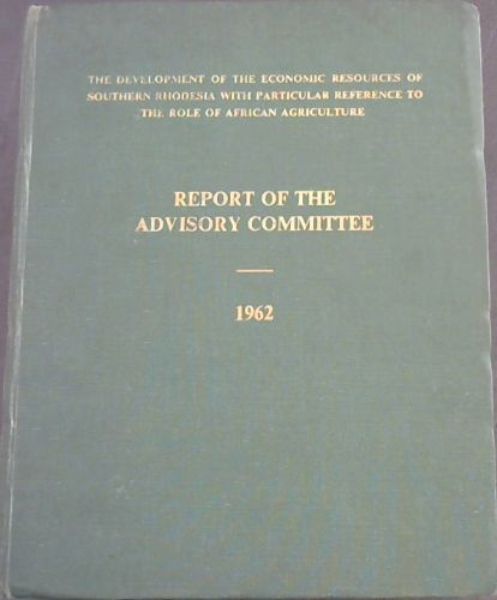 THE DEVELOPMENT OF THE ECONOMIC RESOURCES OF
SOUTHERN RHODESIA WITH PARTICULAR REFERENCE TO
THE ROLE OF AFRICAN AGRICULTURE
REPORT OF THE
ADVISORY COMMITTEE
1962